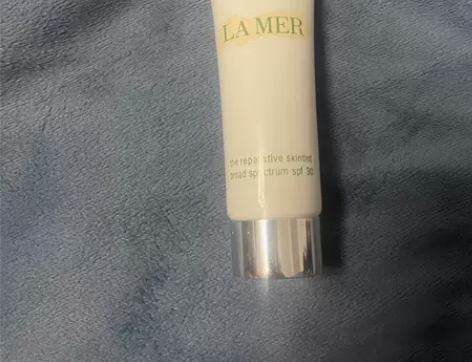 LA MER
the reparative skintint
broad spectrum spf 30